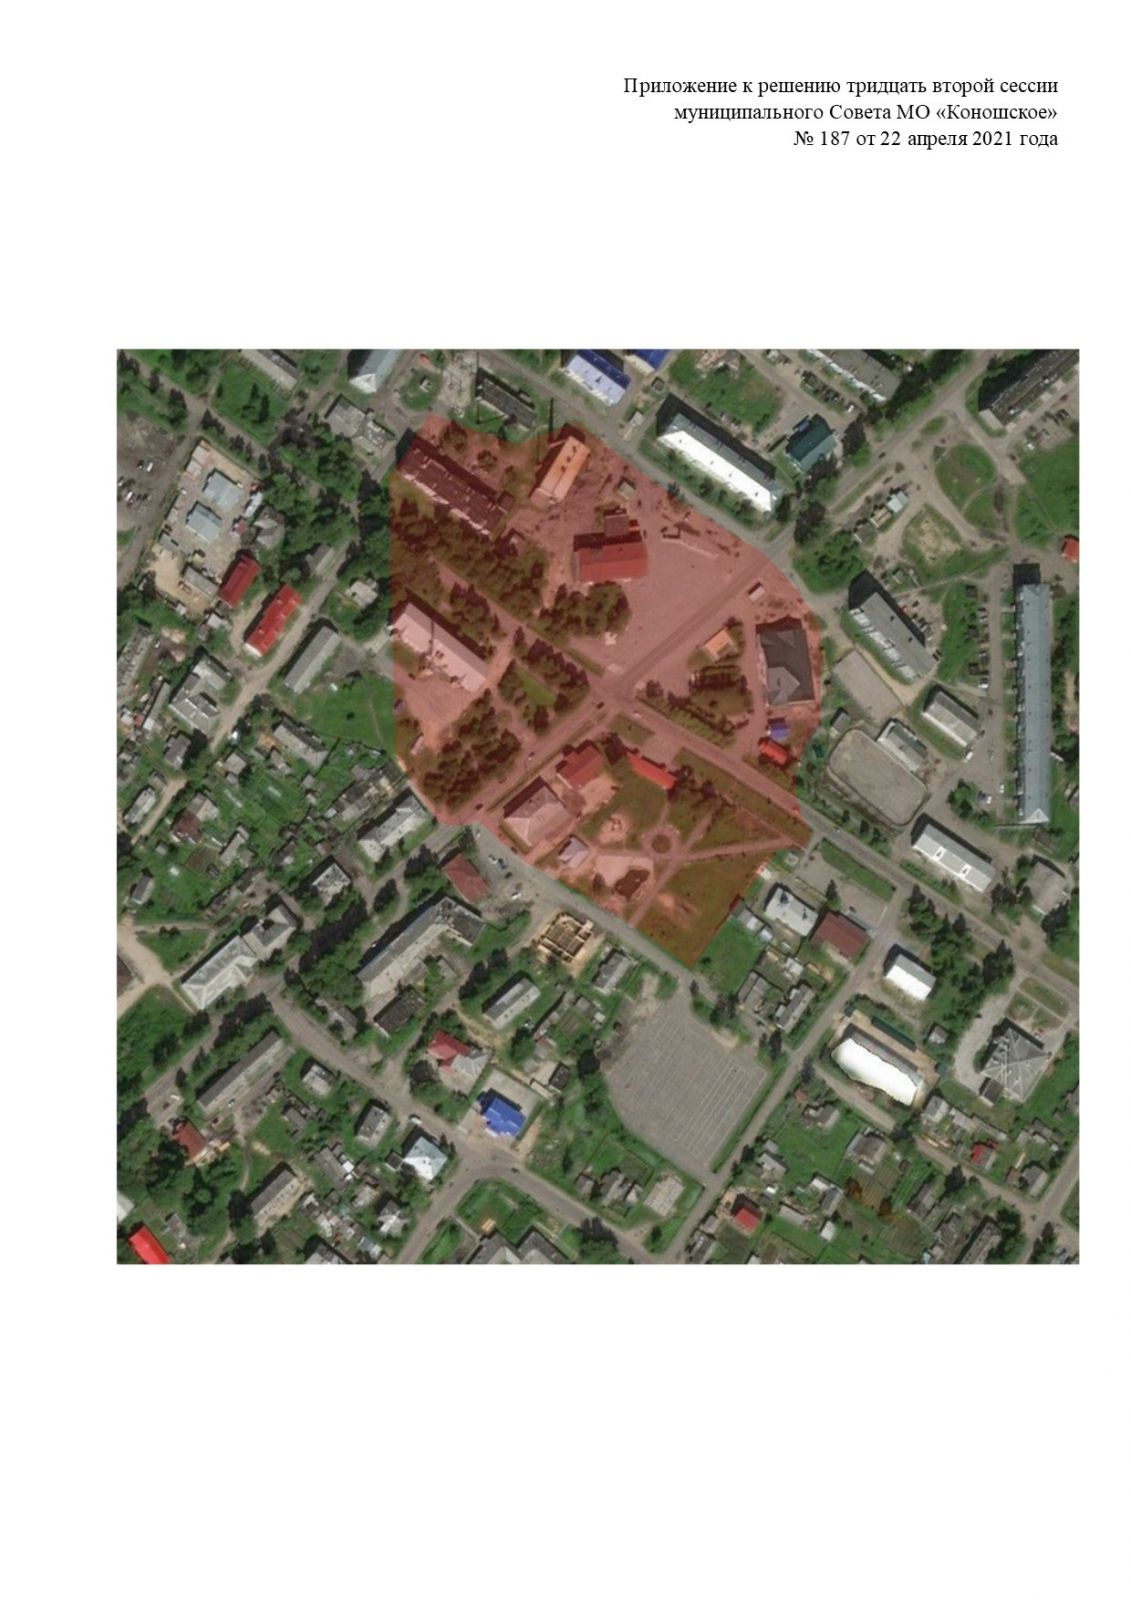 Приложение к решению тридцать второй сессии
муниципального Совета МО «Коношское»
№ 187 от 22 апреля 2021 года